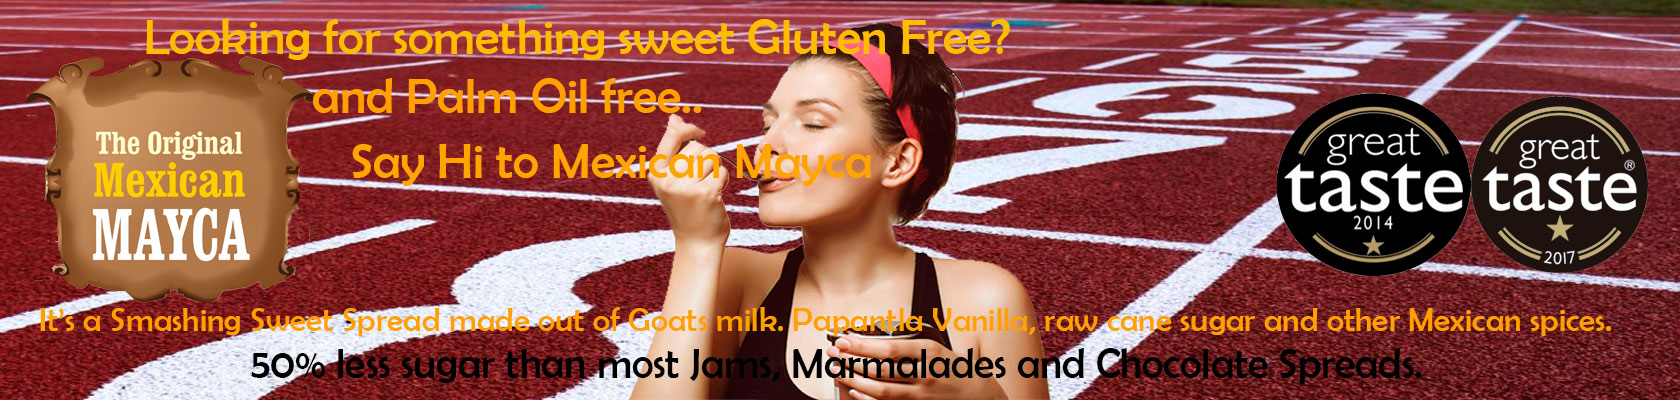 Looking for something sweet Gluten Free?
and Palm Oil free..
Say Hi to Mexican Mayca
The Original
Mexican
MAYCA
great
taste
2014
great
taste®
2017
It's a Smashing Sweet Spread made out of Goats milk. Papantla Vanilla, raw cane sugar and other Mexican spices.
50% less sugar than most Jams, Marmalades and Chocolate Spreads.